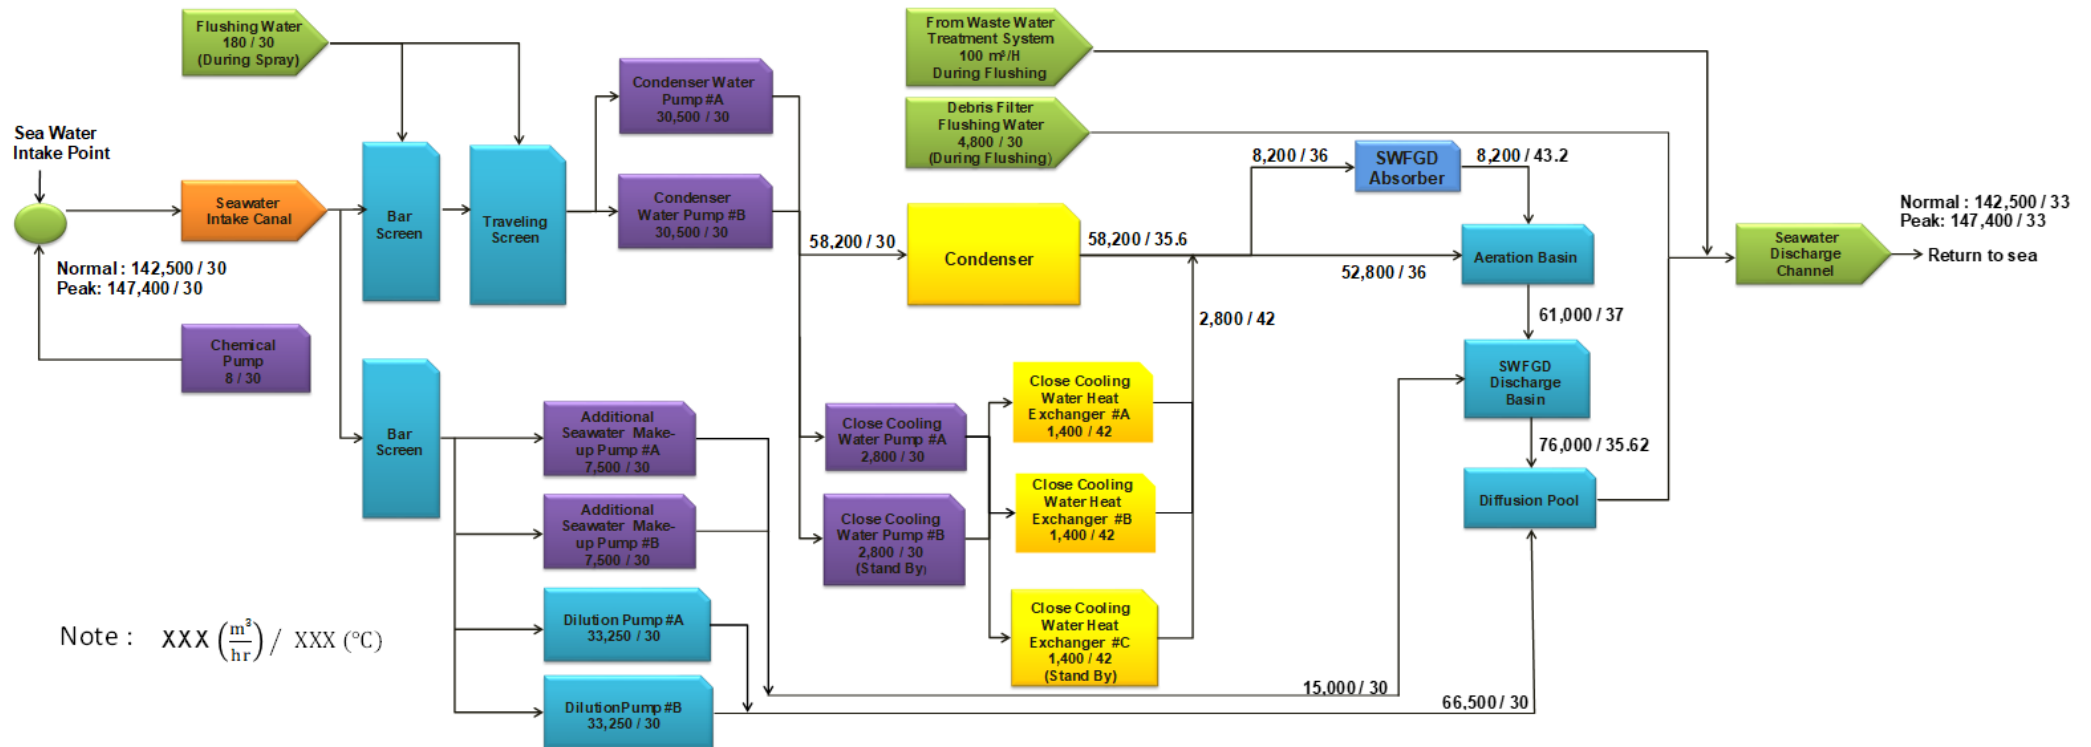 Flushing Water
180 / 30
(During Spray)
Sea Water
Intake Point
Seawater
Intake Canal
Normal : 142,500 / 30
Peak: 147,400 / 30
Chemical
Pump
8 / 30
Bar
Screen
Traveling
Screen
Bar
Screen
Condenser Water
Pump #A
30,500 / 30
Condenser
Water Pump #B
30,500 / 30
Additional
Seawater Make-
up Pump #A
7,500 / 30
Additional
Seawater Make-
up Pump #B
7,500 / 30
Dilution Pump #A
33,250 / 30
DilutionPump #B
33,250 / 30
58,200 / 30
Condenser
58,200 / 35.6
Close Cooling
Water Pump #A
2,800 / 30
Close Cooling
Water Pump #B
2,800 / 30
(Stand By)
Close Cooling
Water Heat
Exchanger #A
1,400 / 42
Close Cooling
Water Heat
Exchanger #B
1,400 / 42
Close Cooling
Water Heat
Exchanger #C
1,400 / 42
(Stand By)
2,800 / 42
From Waste Water
Treatment System
100 m³/H
During Flushing
Debris Filter
Flushing Water
4,800 / 30
(During Flushing)
8,200 / 36
SWFGD
Absorber
8,200 / 43.2
52,800 / 36
Aeration Basin
61,000 / 37
SWFGD
Discharge
Basin
76,000 / 35.62
Diffusion Pool
15,000 / 30
66,500 / 30
Seawater
Discharge
Channel
Normal : 142,500 / 33
Peak: 147,400 / 33
Return to sea
Note : XXX (m³/hr) / XXX (°C)